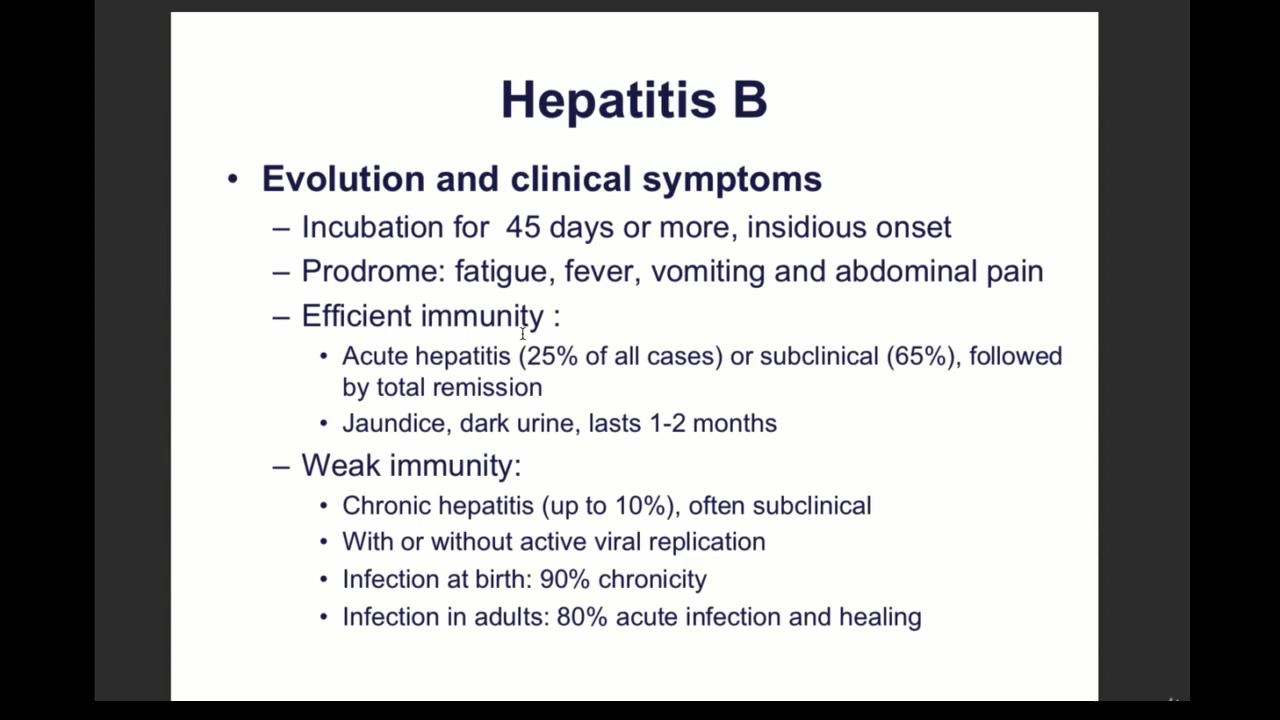 Hepatitis B
• Evolution and clinical symptoms
– Incubation for  45 days or more, insidious onset
– Prodrome: fatigue, fever, vomiting and abdominal pain
– Efficient immunity :
• Acute hepatitis (25% of all cases) or subclinical (65%), followed
by total remission
• Jaundice, dark urine, lasts 1-2 months
– Weak immunity:
• Chronic hepatitis (up to 10%), often subclinical
• With or without active viral replication
• Infection at birth: 90% chronicity
• Infection in adults: 80% acute infection and healing